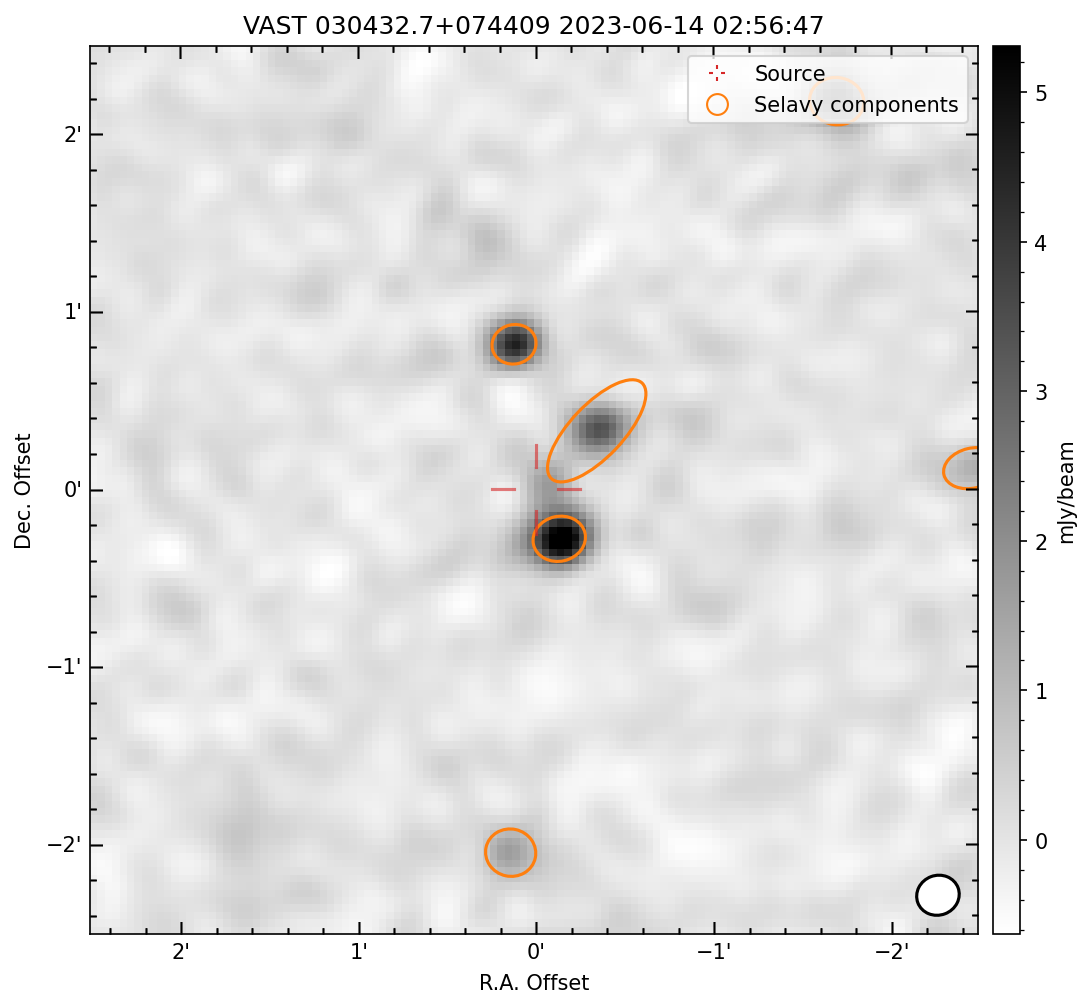 VAST 030432.7+074409 2023-06-14 02:56:47
Source
Selavy components
2'
1'
0'
−1'
−2'
Dec. Offset
2'
1'
0'
−1'
−2'
R.A. Offset
5
4
3
2
1
0
mJy/beam